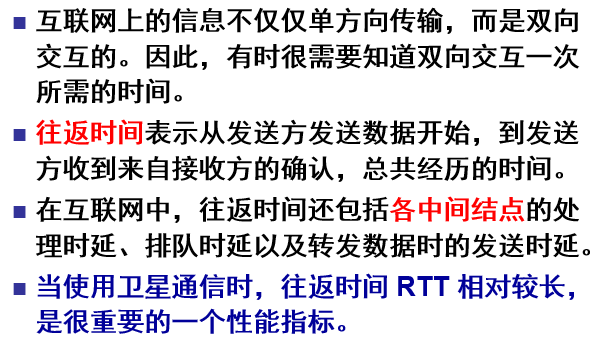 互联网上的信息不仅仅单方向传输，而是双向
交互的。因此，有时很需要知道双向交互一次
所需的时间。
往返时间表示从发送方发送数据开始，到发送
方收到来自接收方的确认，总共经历的时间。
在互联网中，往返时间还包括各中间结点的处
理时延、排队时延以及转发数据时的发送时延。
当使用卫星通信时，往返时间 RTT 相对较长，
是很重要的一个性能指标。